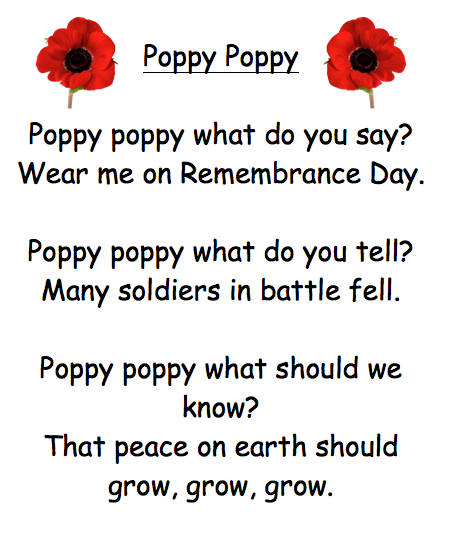 Poppy Poppy
Poppy poppy what do you say?
Wear me on Remembrance Day.
Poppy poppy what do you tell?
Many soldiers in battle fell.
Poppy poppy what should we
know?
That peace on earth should
grow, grow, grow.